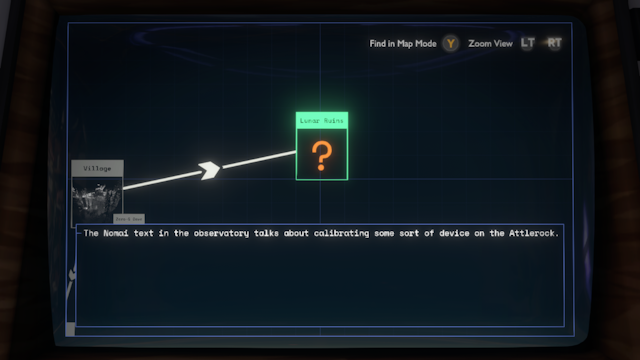 Find in Map Mode Y Zoom View LT RT
Lunar Ruins
Village
The Nomai text in the observatory talks about calibrating some sort of device on the Attlerock.